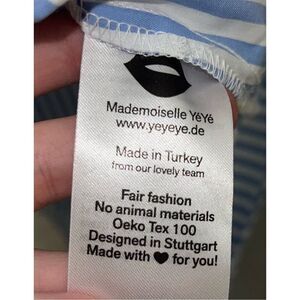 Mademoiselle YéYé
www.yeyeye.de
Made in Turkey
from our lovely team
Fair fashion
No animal materials
Oeko Tex 100
Designed in Stuttgart
Made with ♥ for you!